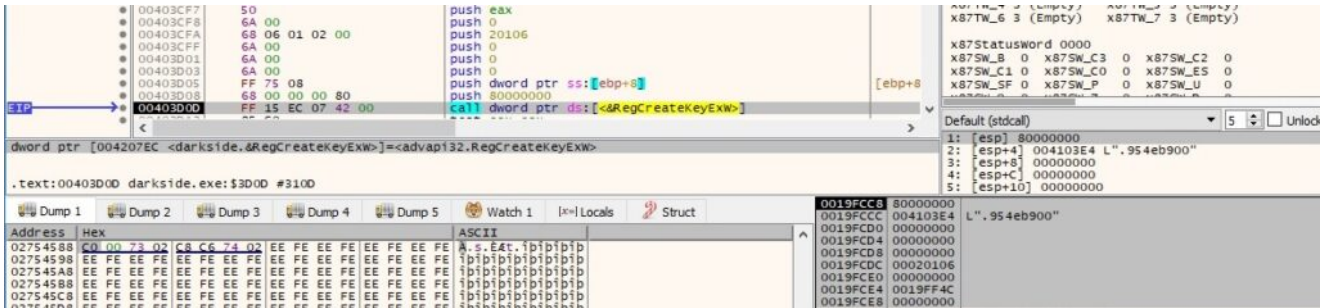 x87TW_6 3 (Empty) x87TW_7 3 (Empty)
x87StatusWord 0000
x87SW_B 0 x87SW_C3 0 x87SW_C2 0
x87SW_C1 0 x87SW_C0 0 x87SW_ES 0
x87SW_SF 0 x87SW_P 0 x87SW_U 0
00403CF7 50 push eax
00403CF8 6A 00 push 0
00403CFA 68 06 01 02 00 push 20106
00403CFF 6A 00 push 0
00403D01 6A 00 push 0
00403D03 6A 00 push 0
00403D05 FF 75 08 push dword ptr ss:[ebp+8] [ebp+8
00403D08 68 00 00 00 80 push 80000000
EIP 00403D0D FF 15 EC 07 42 00 call dword ptr ds:[<&RegCreateKeyExW>]
dword ptr [004207EC <darkside.&RegCreateKeyExW>]=<advapi32.RegCreateKeyExW>
.text:00403D0D darkside.exe:$3D0D #310D
Default (stdcall) 5 Unlock
1: [esp] 80000000
2: [esp+4] 004103E4 L".954eb900"
3: [esp+8] 00000000
4: [esp+C] 00000000
5: [esp+10] 00000000
Dump 1 Dump 2 Dump 3 Dump 4 Dump 5 Watch 1 [x=] Locals Struct
Address Hex ASCII
02754588 C0 00 73 02 C8 C6 74 02 EE FE EE FE EE FE EE FE À.s.ÈÆt.îþîþîþîþ
02754598 EE FE EE FE EE FE EE FE EE FE EE FE EE FE EE FE îþîþîþîþîþîþîþîþ
027545A8 EE FE EE FE EE FE EE FE EE FE EE FE EE FE EE FE îþîþîþîþîþîþîþîþ
027545B8 EE FE EE FE EE FE EE FE EE FE EE FE EE FE EE FE îþîþîþîþîþîþîþîþ
027545C8 EE FE EE FE EE FE EE FE EE FE EE FE EE FE EE FE îþîþîþîþîþîþîþîþ
0019FCC8 80000000
0019FCCC 004103E4 L".954eb900"
0019FCD0 00000000
0019FCD4 00000000
0019FCD8 00000000
0019FCDC 00020106
0019FCE0 00000000
0019FCE4 0019FF4C
0019FCE8 00000000